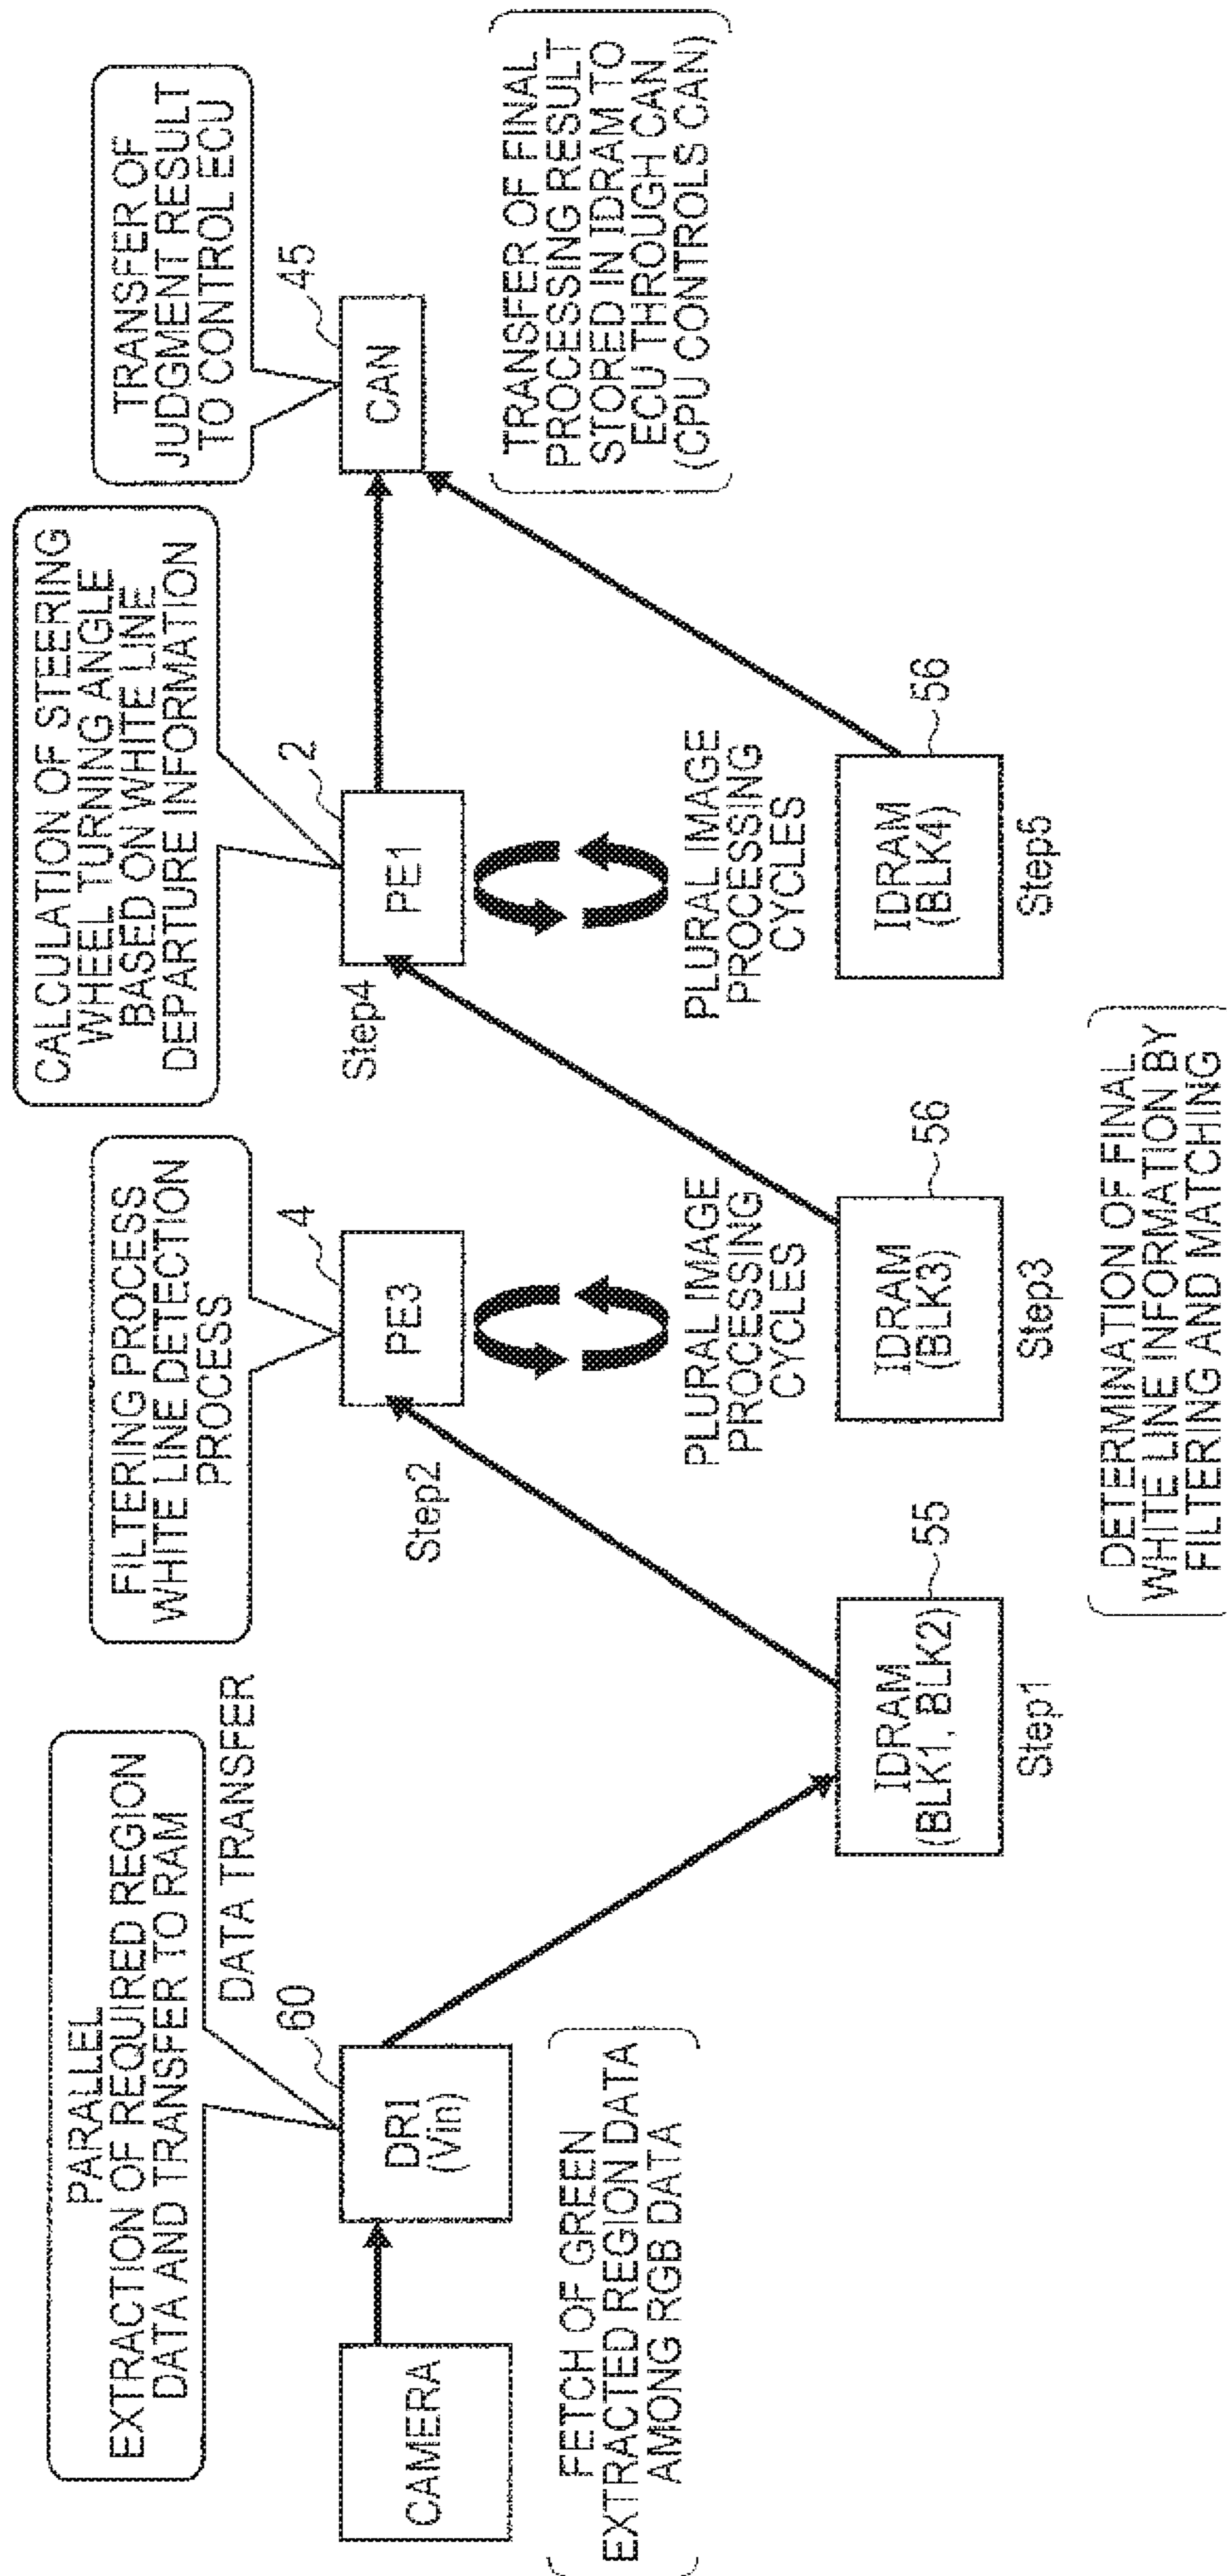 PARALLEL
EXTRACTION OF REQUIRED REGION
DATA AND TRANSFER TO RAM
DATA TRANSFER
CAMERA
60
DRI
(Vin)
FETCH OF GREEN
EXTRACTED REGION DATA
AMONG RGB DATA
IDRAM
(BLK1, BLK2)
55
Step1
FILTERING PROCESS
WHITE LINE DETECTION
PROCESS
Step2
4
PE3
PLURAL IMAGE
PROCESSING
CYCLES
IDRAM
(BLK3)
56
Step3
DETERMINATION OF FINAL
WHITE LINE INFORMATION BY
FILTERING AND MATCHING
CALCULATION OF STEERING
WHEEL TURNING ANGLE
BASED ON WHITE LINE
DEPARTURE INFORMATION
Step4
2
PE1
PLURAL IMAGE
PROCESSING
CYCLES
IDRAM
(BLK4)
56
Step5
TRANSFER OF
JUDGMENT RESULT
TO CONTROL ECU
45
CAN
TRANSFER OF FINAL
PROCESSING RESULT
STORED IN IDRAM TO
ECU THROUGH CAN
(CPU CONTROLS CAN)